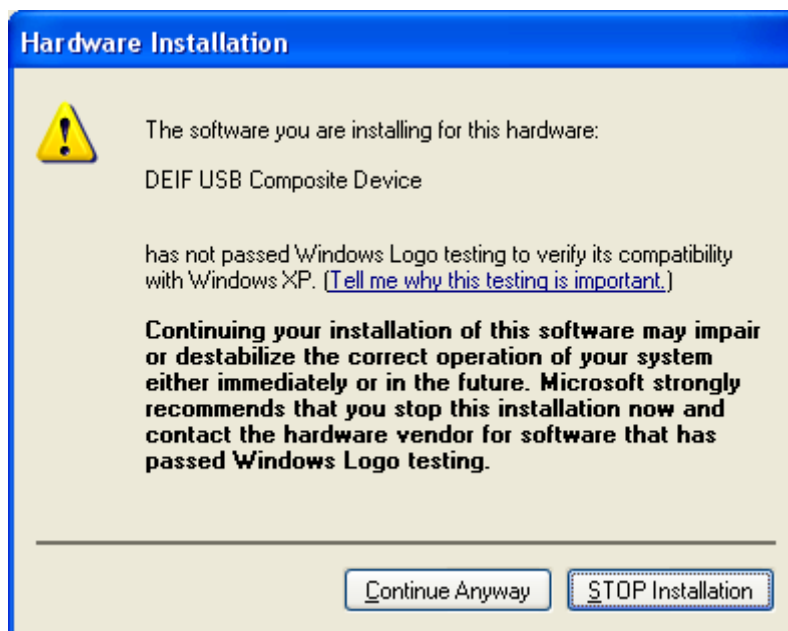 Hardware Installation
The software you are installing for this hardware:
DEIF USB Composite Device
has not passed Windows Logo testing to verify its compatibility
with Windows XP. (Tell me why this testing is important.)
Continuing your installation of this software may impair
or destabilize the correct operation of your system
either immediately or in the future. Microsoft strongly
recommends that you stop this installation now and
contact the hardware vendor for software that has
passed Windows Logo testing.
Continue Anyway STOP Installation